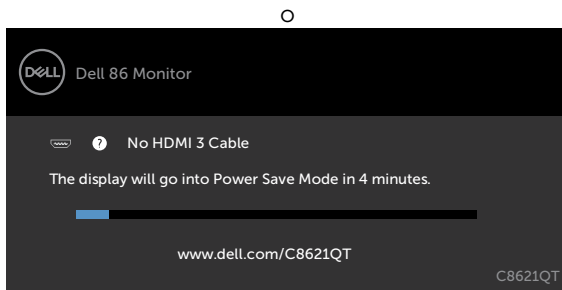 O
DELL
Dell 86 Monitor
? No HDMI 3 Cable
The display will go into Power Save Mode in 4 minutes.
www.dell.com/C8621QT
C8621QT